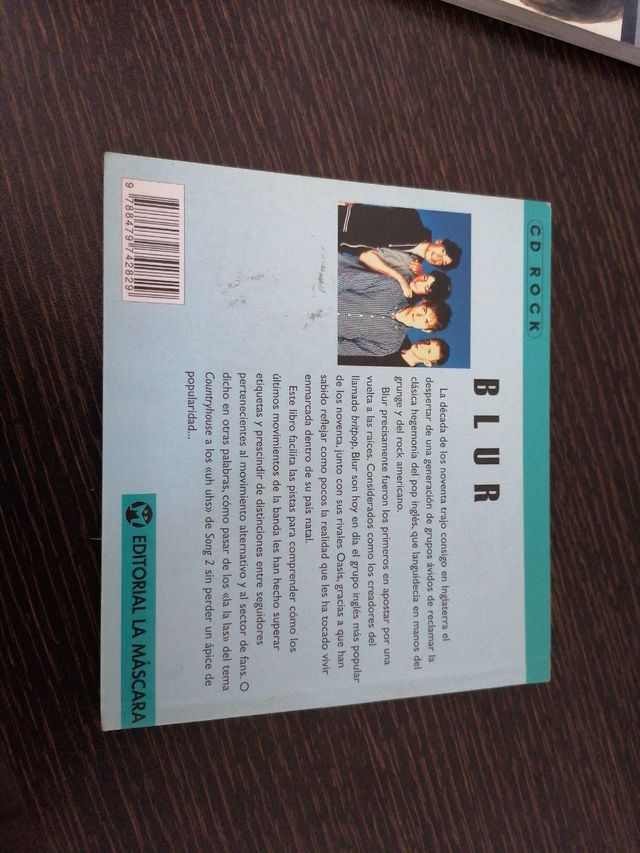 CD ROCK
BLUR
La década de los noventa trajo consigo en Inglaterra el
despertar de una generación de grupos ávidos de reclamar la
clásica hegemonía del pop inglés, que languidecía en manos del
grunge y del rock americano.
Blur precisamente fueron los primeros en apostar por una
vuelta a las raíces. Considerados como los creadores del
llamado britpop, Blur son hoy en día el grupo inglés más popular
de los noventa, junto con sus rivales Oasis, gracias a que han
sabido reflejar como pocos la realidad que les ha tocado vivir
enmarcada dentro de su país natal.
Este libro facilita las pistas para comprender cómo los
últimos movimientos de la banda les han hecho superar
etiquetas y prescindir de distinciones entre seguidores
pertenecientes al movimiento alternativo y al sector de fans. O
dicho en otras palabras, cómo pasar de los «la la las» del tema
Countryhouse a los «uh uhs» de Song 2 sin perder un ápice de
popularidad...
9 788479 742829
EDITORIAL LA MÁSCARA